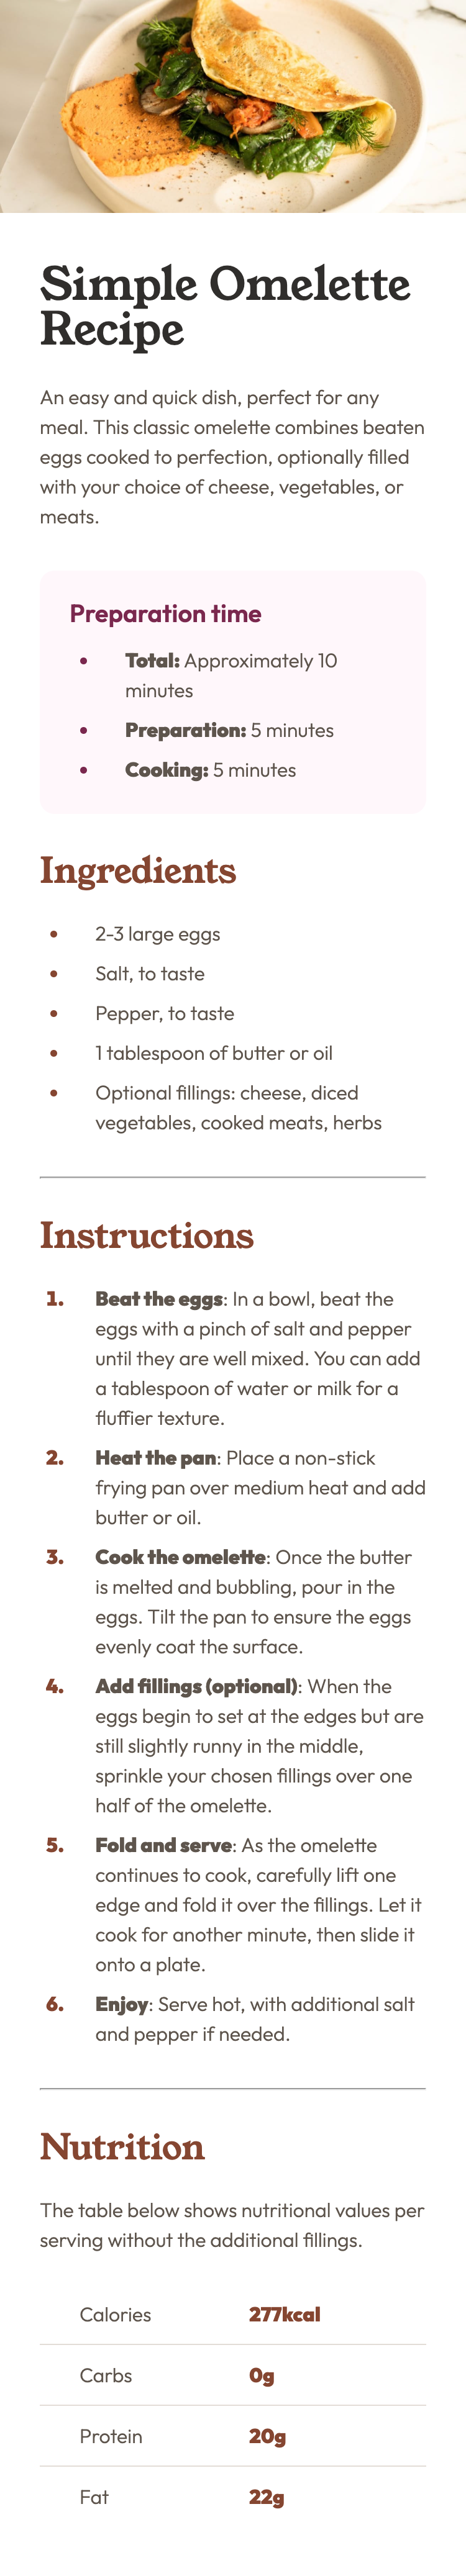 Simple Omelette
Recipe
An easy and quick dish, perfect for any
meal. This classic omelette combines beaten
eggs cooked to perfection, optionally filled
with your choice of cheese, vegetables, or
meats.
Preparation time
• Total: Approximately 10
minutes
• Preparation: 5 minutes
• Cooking: 5 minutes
Ingredients
• 2-3 large eggs
• Salt, to taste
• Pepper, to taste
• 1 tablespoon of butter or oil
• Optional fillings: cheese, diced
vegetables, cooked meats, herbs
Instructions
1. Beat the eggs: In a bowl, beat the
eggs with a pinch of salt and pepper
until they are well mixed. You can add
a tablespoon of water or milk for a
fluffier texture.
2. Heat the pan: Place a non-stick
frying pan over medium heat and add
butter or oil.
3. Cook the omelette: Once the butter
is melted and bubbling, pour in the
eggs. Tilt the pan to ensure the eggs
evenly coat the surface.
4. Add fillings (optional): When the
eggs begin to set at the edges but are
still slightly runny in the middle,
sprinkle your chosen fillings over one
half of the omelette.
5. Fold and serve: As the omelette
continues to cook, carefully lift one
edge and fold it over the fillings. Let it
cook for another minute, then slide it
onto a plate.
6. Enjoy: Serve hot, with additional salt
and pepper if needed.
Nutrition
The table below shows nutritional values per
serving without the additional fillings.
Calories 277kcal
Carbs 0g
Protein 20g
Fat 22g